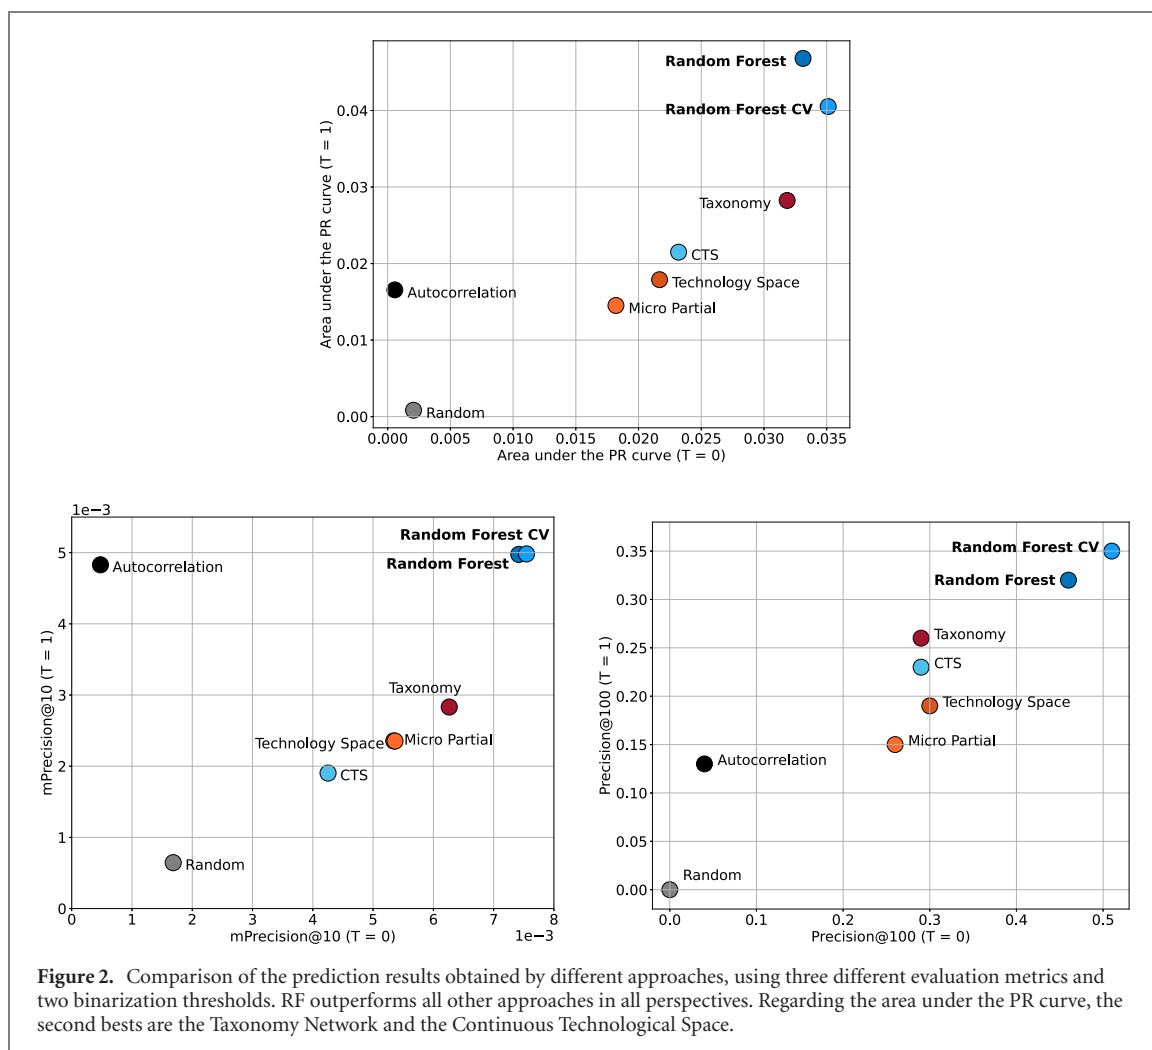 Random Forest
Random Forest CV
Taxonomy
CTS
Technology Space
Micro Partial
Autocorrelation
Random
0.04
0.03
0.02
0.01
0.00
Area under the PR curve (T = 1)
0.000 0.005 0.010 0.015 0.020 0.025 0.030 0.035
Area under the PR curve (T = 0)
1e−3
Random Forest CV
Random Forest
Autocorrelation
Taxonomy
Technology Space
Micro Partial
CTS
Random
5
4
3
2
1
0
mPrecision@10 (T = 1)
0 1 2 3 4 5 6 7 8
mPrecision@10 (T = 0)
1e−3
Random Forest CV
Random Forest
Taxonomy
CTS
Technology Space
Micro Partial
Autocorrelation
Random
0.35
0.30
0.25
0.20
0.15
0.10
0.05
0.00
Precision@100 (T = 1)
0.0 0.1 0.2 0.3 0.4 0.5
Precision@100 (T = 0)
Figure 2. Comparison of the prediction results obtained by different approaches, using three different evaluation metrics and
two binarization thresholds. RF outperforms all other approaches in all perspectives. Regarding the area under the PR curve, the
second bests are the Taxonomy Network and the Continuous Technological Space.